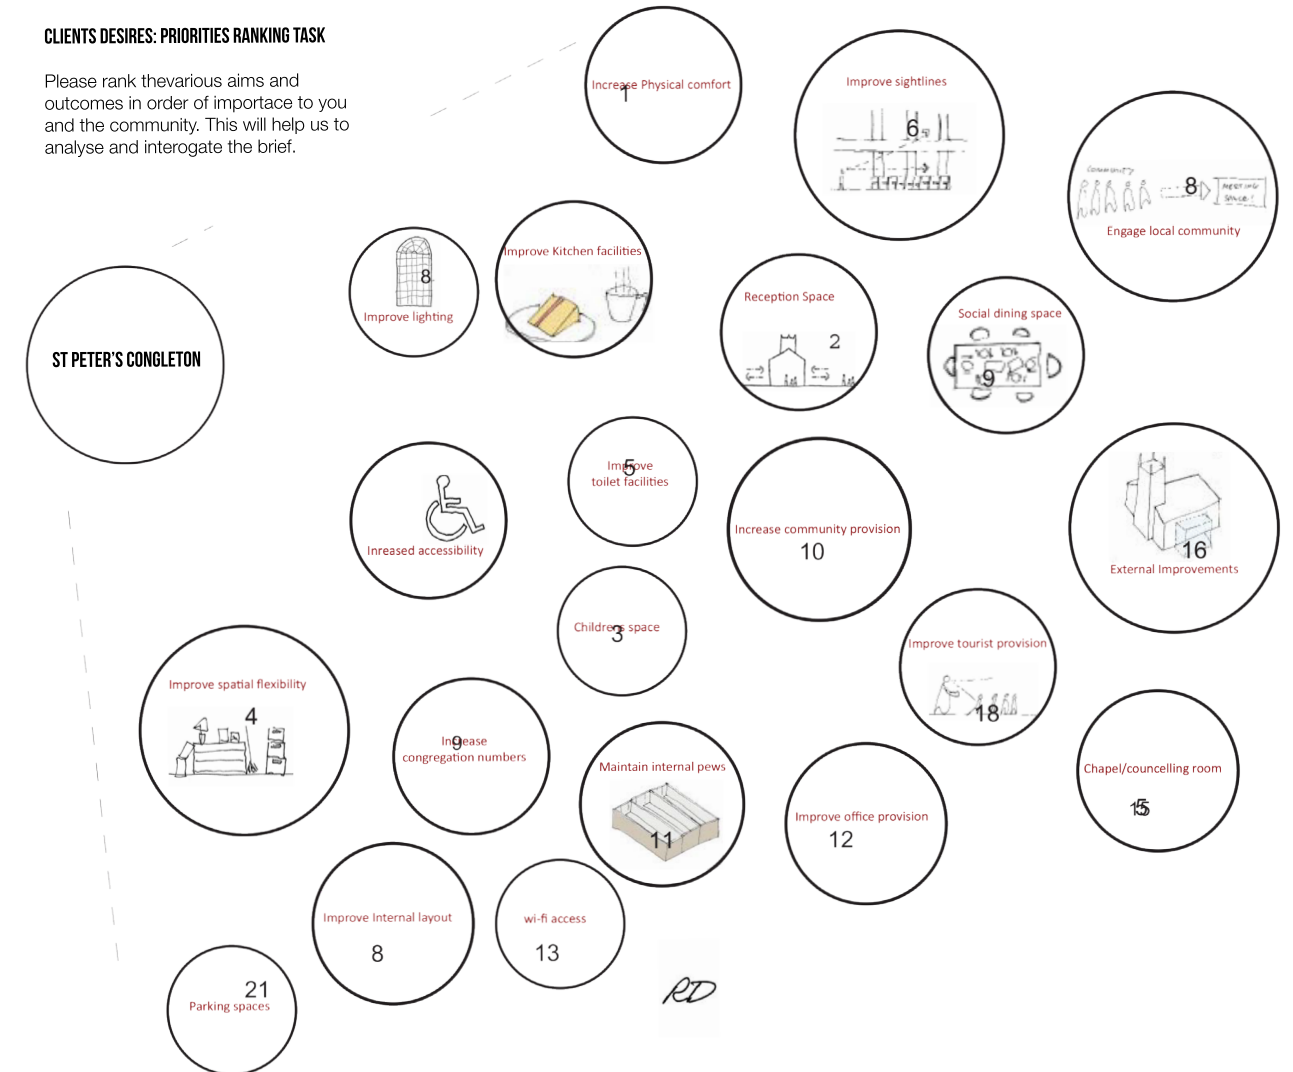 CLIENTS DESIRES: PRIORITIES RANKING TASK
Please rank thevarious aims and
outcomes in order of importace to you
and the community. This will help us to
analyse and interogate the brief.
ST PETER'S CONGLETON
Increase Physical comfort
1
Improve sightlines
6
COMMUNITY
8
MEETING
SPACE!
Engage local community
8
Improve lighting
Improve Kitchen facilities
Reception Space
2
Social dining space
9
Inreased accessibility
5
Improve
toilet facilities
Increase community provision
10
16
External Improvements
Childrens space
3
Improve tourist provision
18
Improve spatial flexibility
4
9
Increase
congregation numbers
Maintain internal pews
11
Improve office provision
12
Chapel/councelling room
15
Improve Internal layout
8
wi-fi access
13
21
Parking spaces
RD